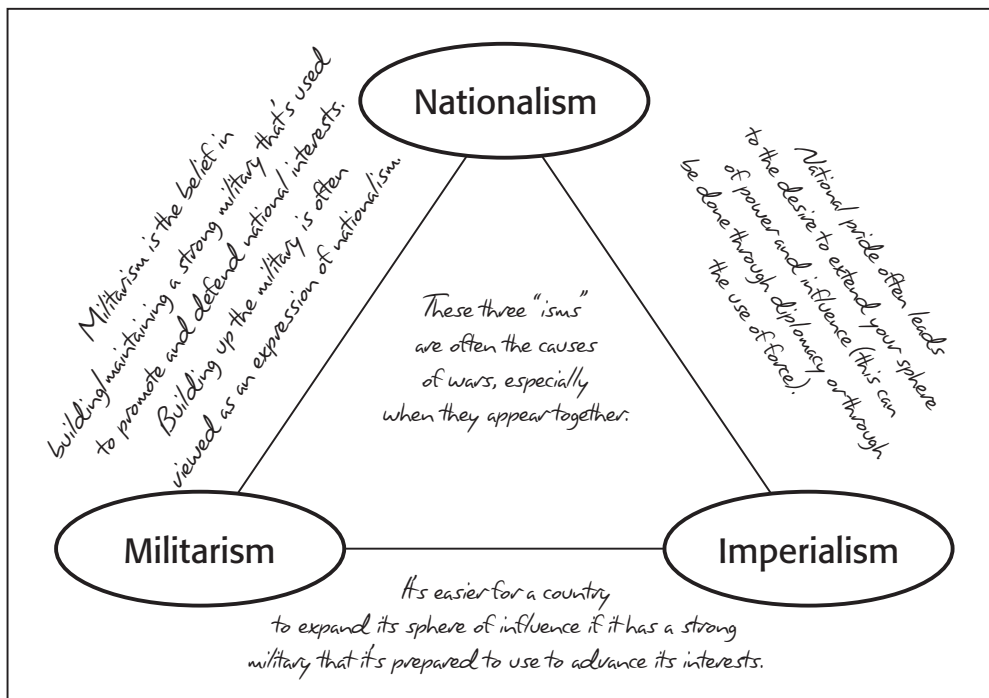 Nationalism
Militarism is the belief in
building/maintaining a strong military that's used
to promote and defend national interests.
Building up the military is often
viewed as an expression of nationalism.
National pride often leads
to the desire to extend your sphere
of power and influence (this can
be done through diplomacy or through
the use of force).
These three "isms"
are often the causes
of wars, especially
when they appear together.
Militarism
Imperialism
It's easier for a country
to expand its sphere of influence if it has a strong
military that it's prepared to use to advance its interests.